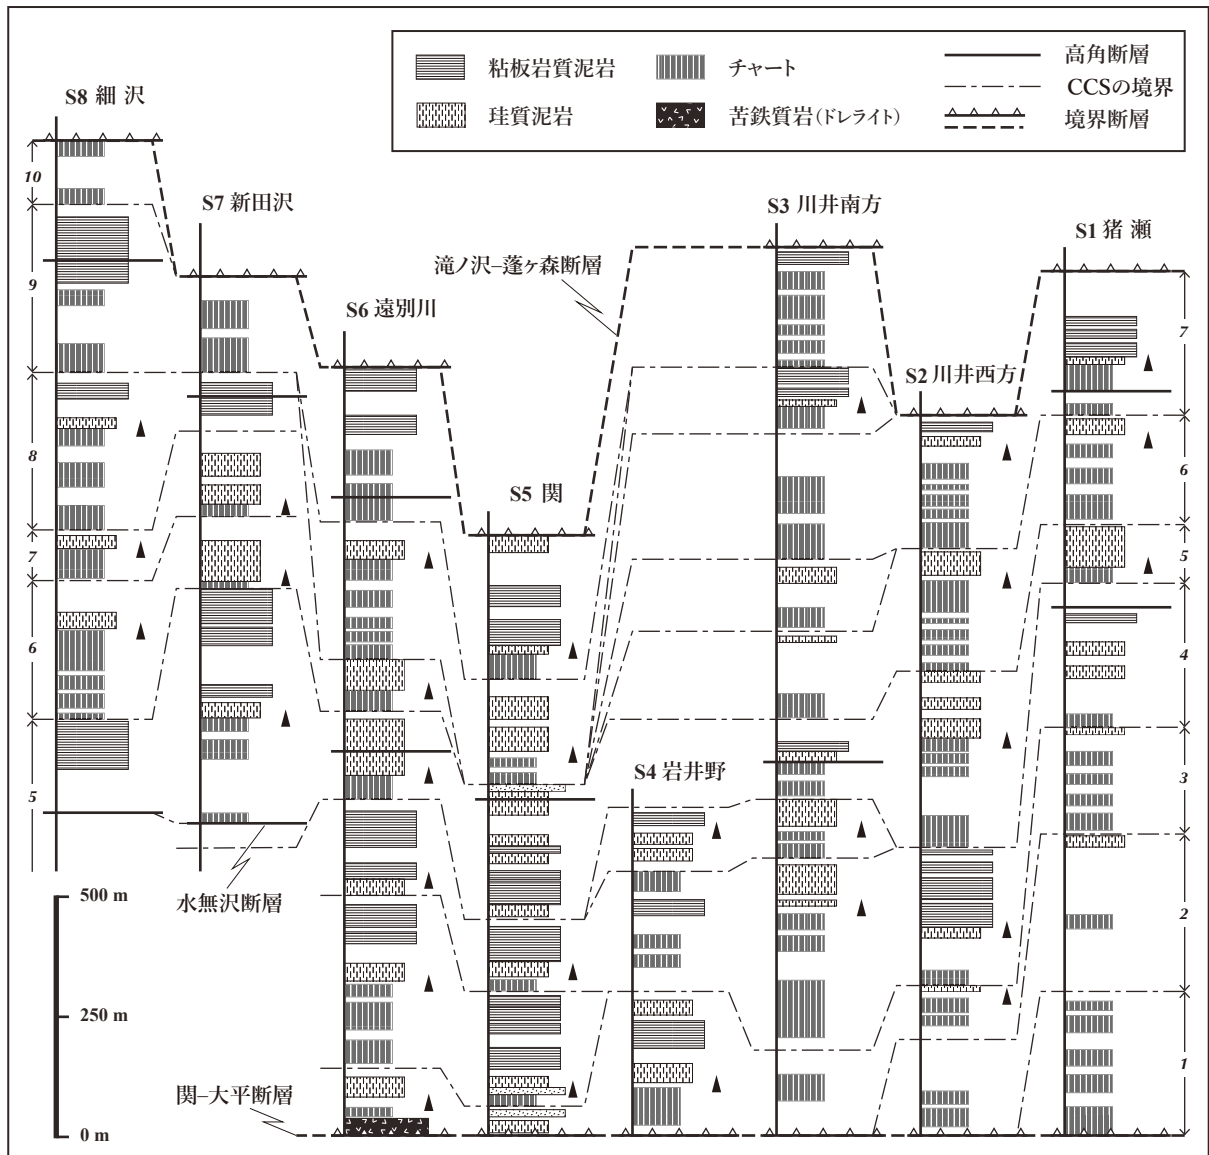 粘板岩質泥岩
チャート
高角断層
珪質泥岩
苦鉄質岩(ドレライト)
CCSの境界
境界断層
S8 細 沢
S7 新田沢
S6 遠別川
S5 関
S4 岩井野
S3 川井南方
S2 川井西方
S1 猪 瀬
滝ノ沢–蓬ヶ森断層
水無沢断層
関–大平断層
10
9
8
7
6
5
7
6
5
4
3
2
1
500 m
250 m
0 m